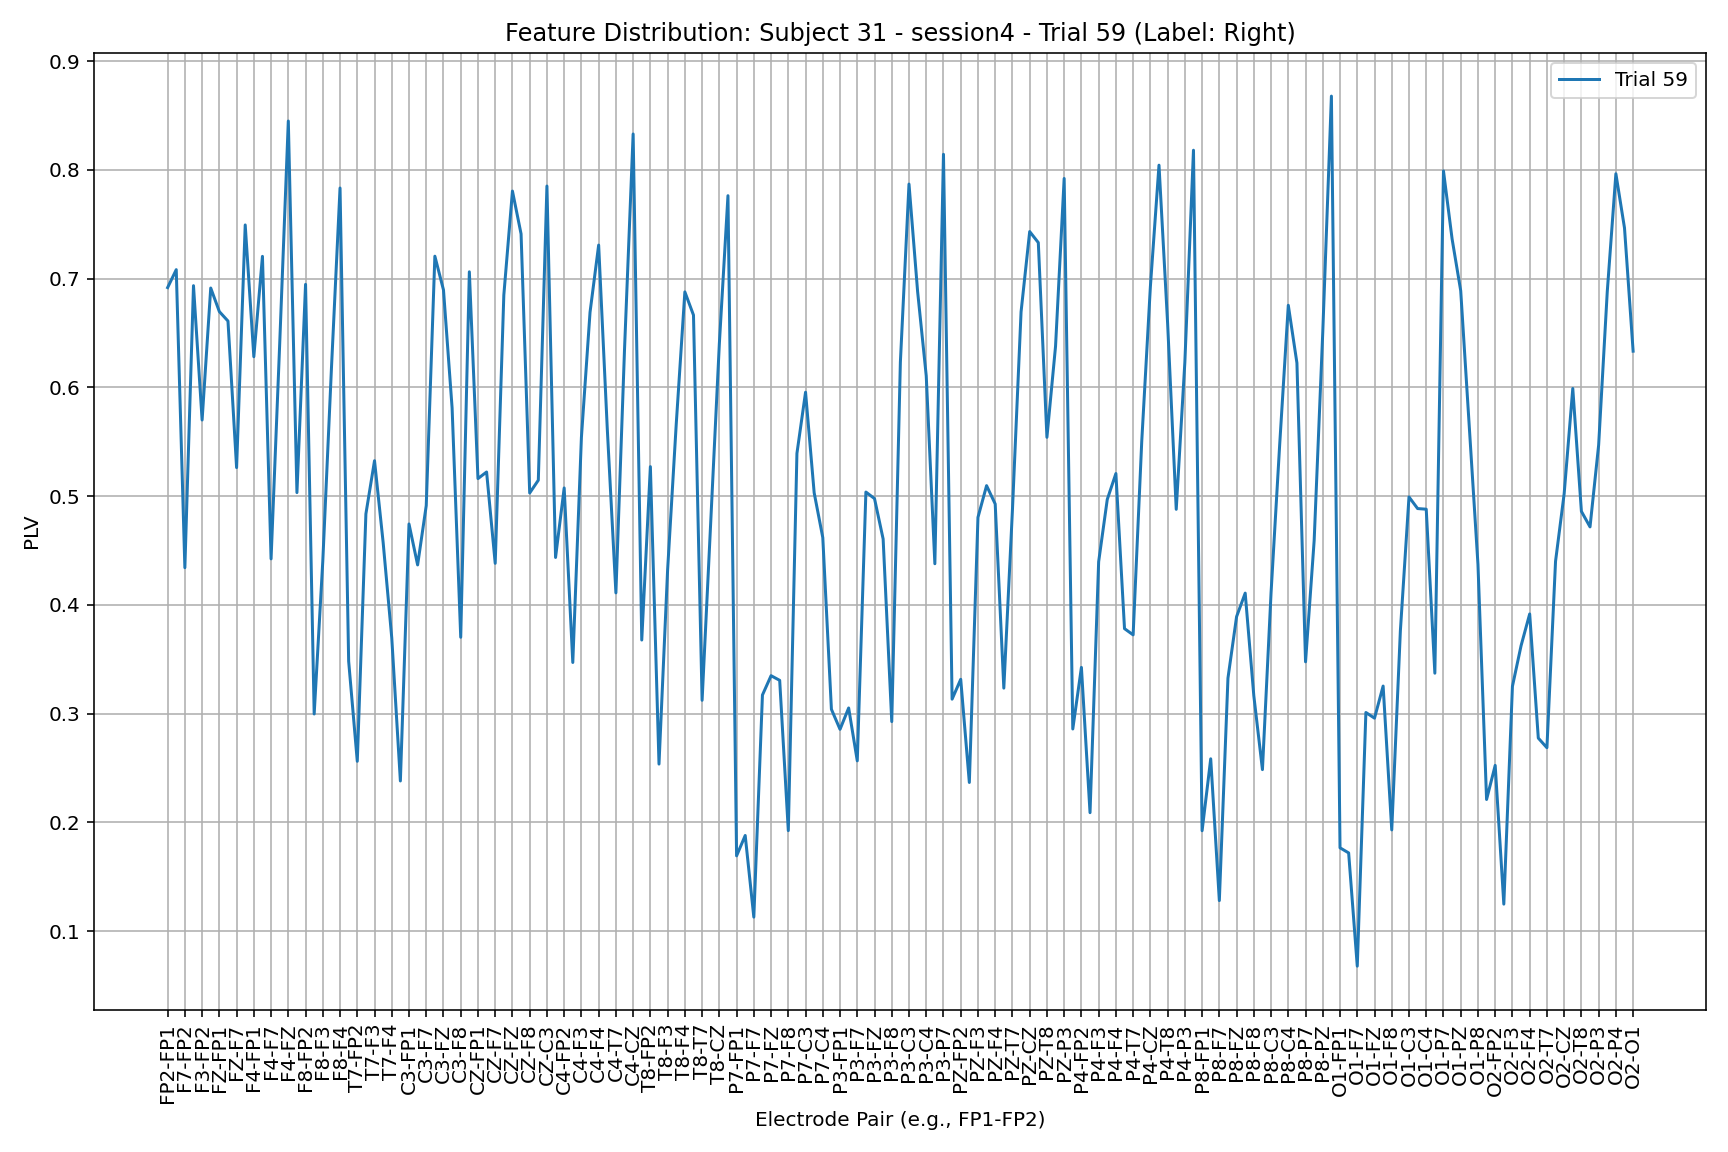 Feature Distribution: Subject 31 - session4 - Trial 59 (Label: Right)
Trial 59
PLV
0.9
0.8
0.7
0.6
0.5
0.4
0.3
0.2
0.1
FP2-FP1
F7-FP2
F3-FP2
FZ-FP1
FZ-F7
F4-FP1
F4-F7
F4-FZ
F8-FP2
F8-F3
F8-F4
T7-FP2
T7-F3
T7-F4
C3-FP1
C3-F7
C3-FZ
C3-F8
CZ-FP1
CZ-F7
CZ-FZ
CZ-F8
CZ-C3
C4-FP2
C4-F3
C4-F4
C4-T7
C4-CZ
T8-FP2
T8-F3
T8-F4
T8-T7
T8-CZ
P7-FP1
P7-F7
P7-FZ
P7-F8
P7-C3
P7-C4
P3-FP1
P3-F7
P3-FZ
P3-F8
P3-C3
P3-C4
P3-P7
PZ-FP2
PZ-F3
PZ-F4
PZ-T7
PZ-CZ
PZ-T8
PZ-P3
P4-FP2
P4-F3
P4-F4
P4-T7
P4-CZ
P4-T8
P4-P3
P8-FP1
P8-F7
P8-FZ
P8-F8
P8-C3
P8-C4
P8-P7
P8-PZ
O1-FP1
O1-F7
O1-FZ
O1-F8
O1-C3
O1-C4
O1-P7
O1-PZ
O1-P8
O2-FP2
O2-F3
O2-F4
O2-T7
O2-CZ
O2-T8
O2-P3
O2-P4
O2-O1
Electrode Pair (e.g., FP1-FP2)